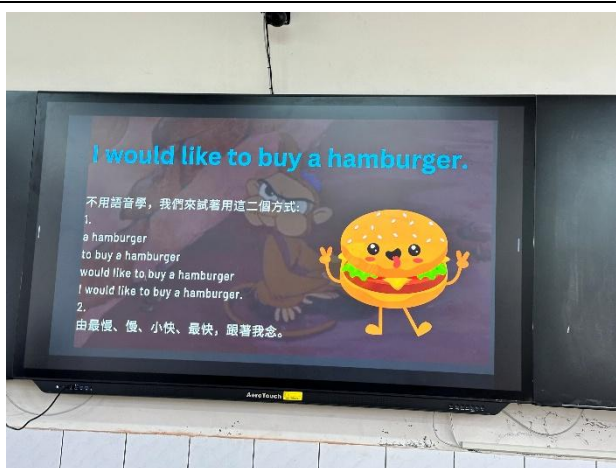 I would like to buy a hamburger.
不用語音學，我們來試著用這二個方式:
1.
a hamburger
to buy a hamburger
would like to buy a hamburger
I would like to buy a hamburger.
2.
由最慢、慢、小快、最快，跟著我念。
AeroTouch